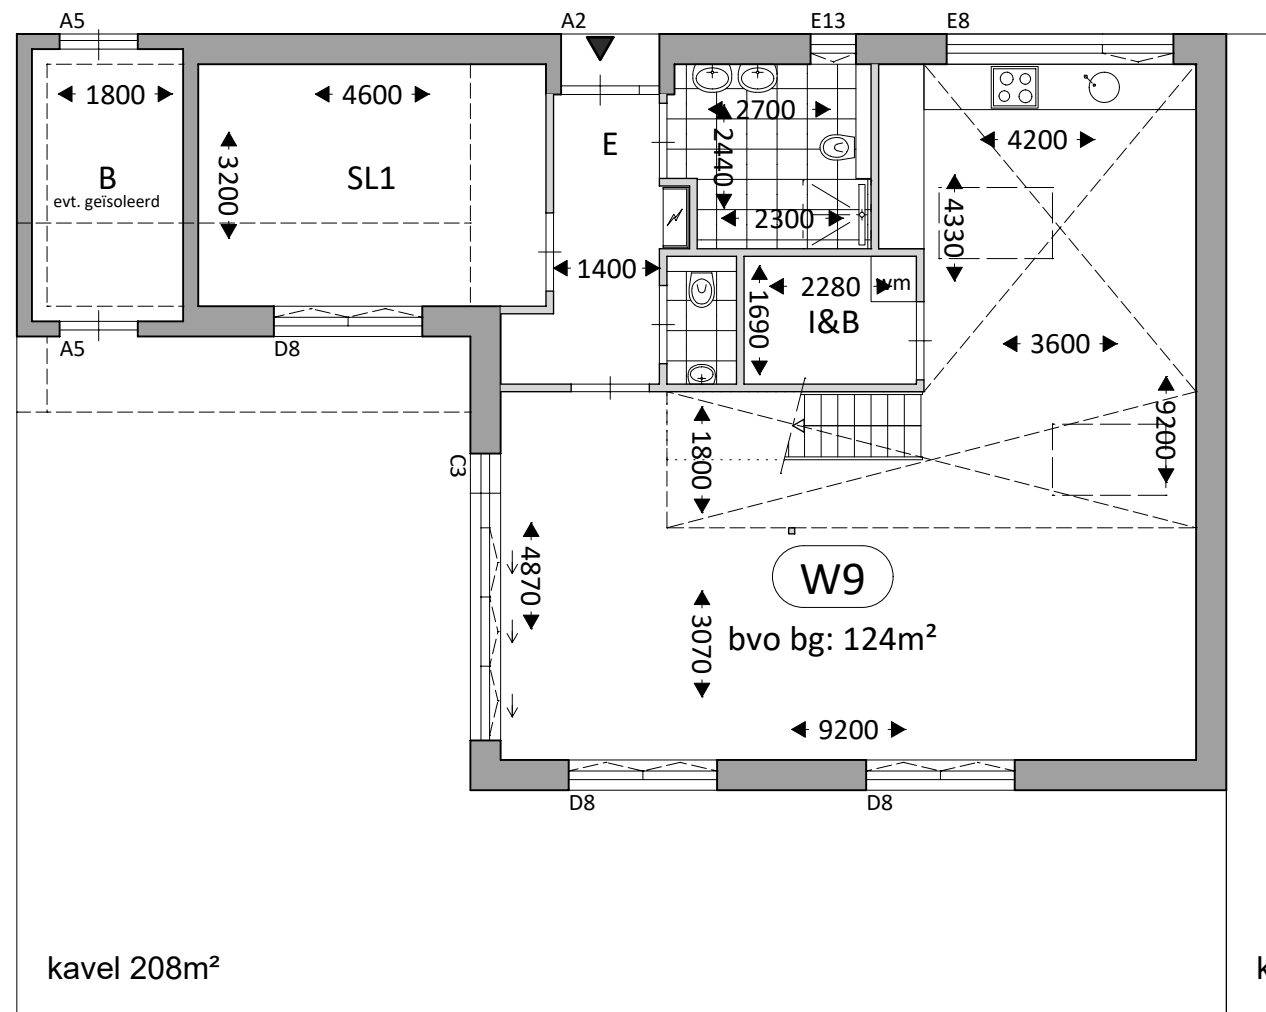 A5
A2
E13
E8
1800
4600
2700
4200
E
2440
B
evt. geïsoleerd
3200
SL1
2300
4330
1400
2280
wm
1690
I&B
3600
A5
D8
9200
1800
C3
4870
W9
3070
bvo bg: 124m²
9200
D8
D8
kavel 208m²
k